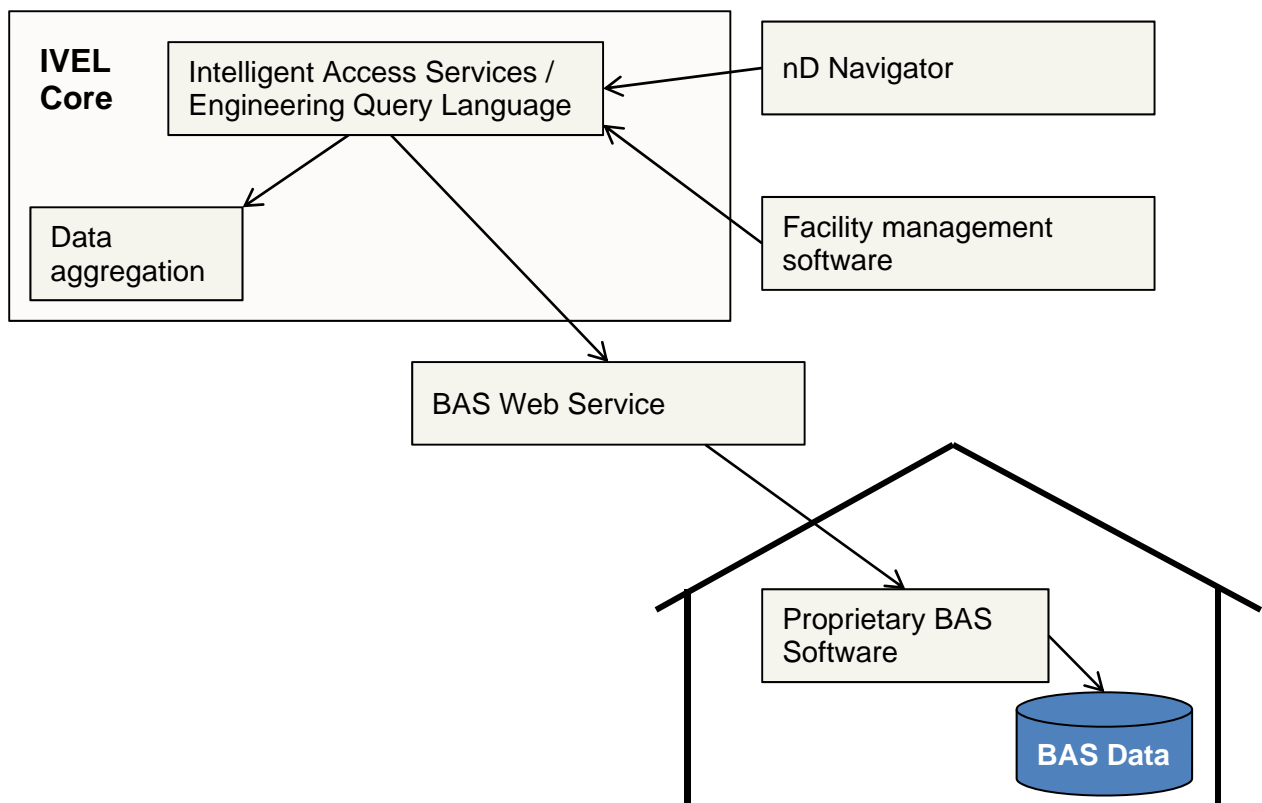 IVEL
Core
Intelligent Access Services /
Engineering Query Language
nD Navigator
Data
aggregation
Facility management
software
BAS Web Service
Proprietary BAS
Software
BAS Data